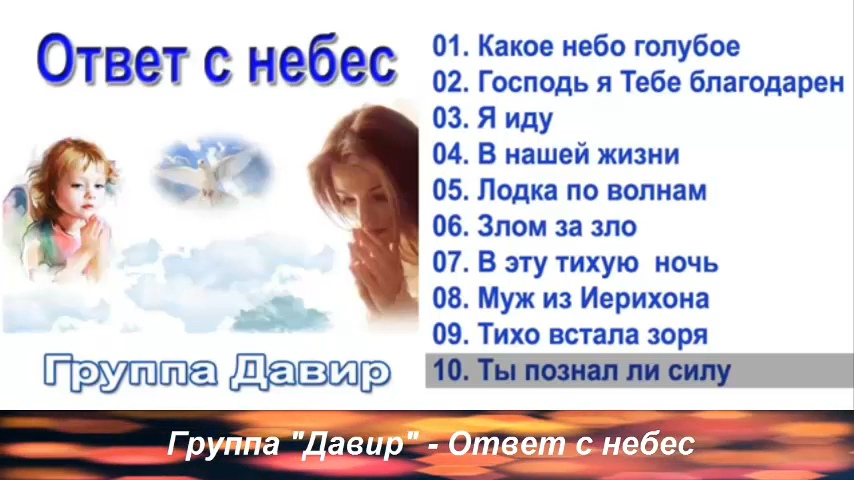 Ответ с небес
Группа Давир
01. Какое небо голубое
02. Господь я Тебе благодарен
03. Я иду
04. В нашей жизни
05. Лодка по волнам
06. Злом за зло
07. В эту тихую ночь
08. Муж из Иерихона
09. Тихо встала зоря
10. Ты познал ли силу
Группа "Давир" - Ответ с небес